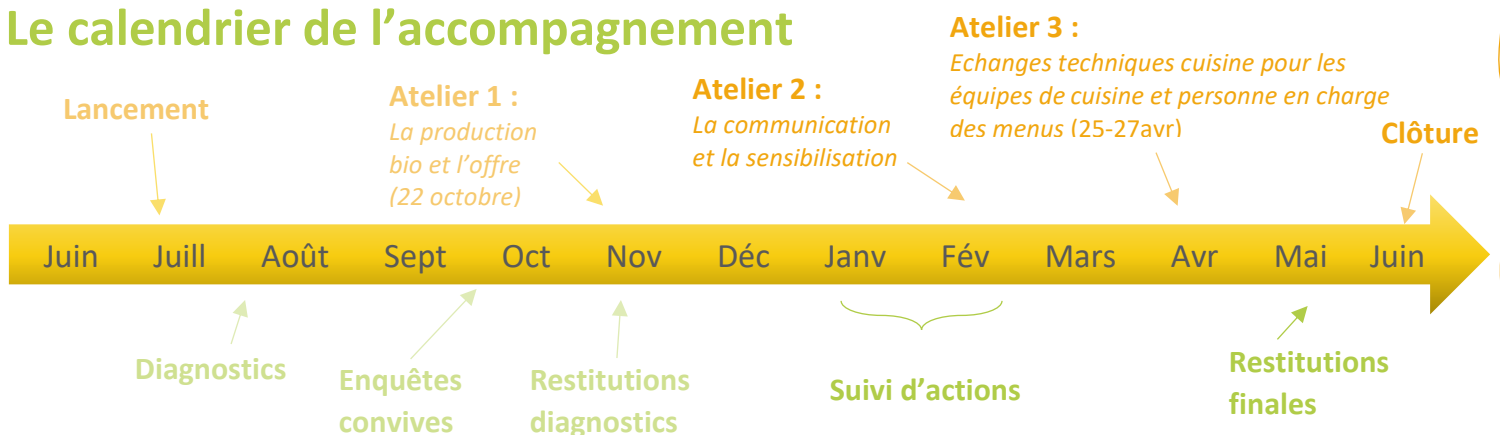 Le calendrier de l’accompagnement
Lancement
Atelier 1 :
La production
bio et l’offre
(22 octobre)
Atelier 2 :
La communication
et la sensibilisation
Atelier 3 :
Echanges techniques cuisine pour les
équipes de cuisine et personne en charge
des menus (25-27avr)
Clôture
Juin Juill Août Sept Oct Nov Déc Janv Fév Mars Avr Mai Juin
Diagnostics
Enquêtes
convives
Restitutions
diagnostics
Suivi d’actions
Restitutions
finales